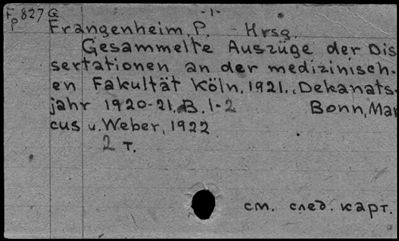 F 827 G -1-
P Frangenheim, P. Hrsg.
Gesammelte Auszüge der Dis
sertationen an der medizinisch-
en Fakultät Köln, 1921., Dekanats-
jahr 1920-21. B. 1-2 Bonn, Mar
cus u. Weber, 1922
2 т.
см. след. карт.